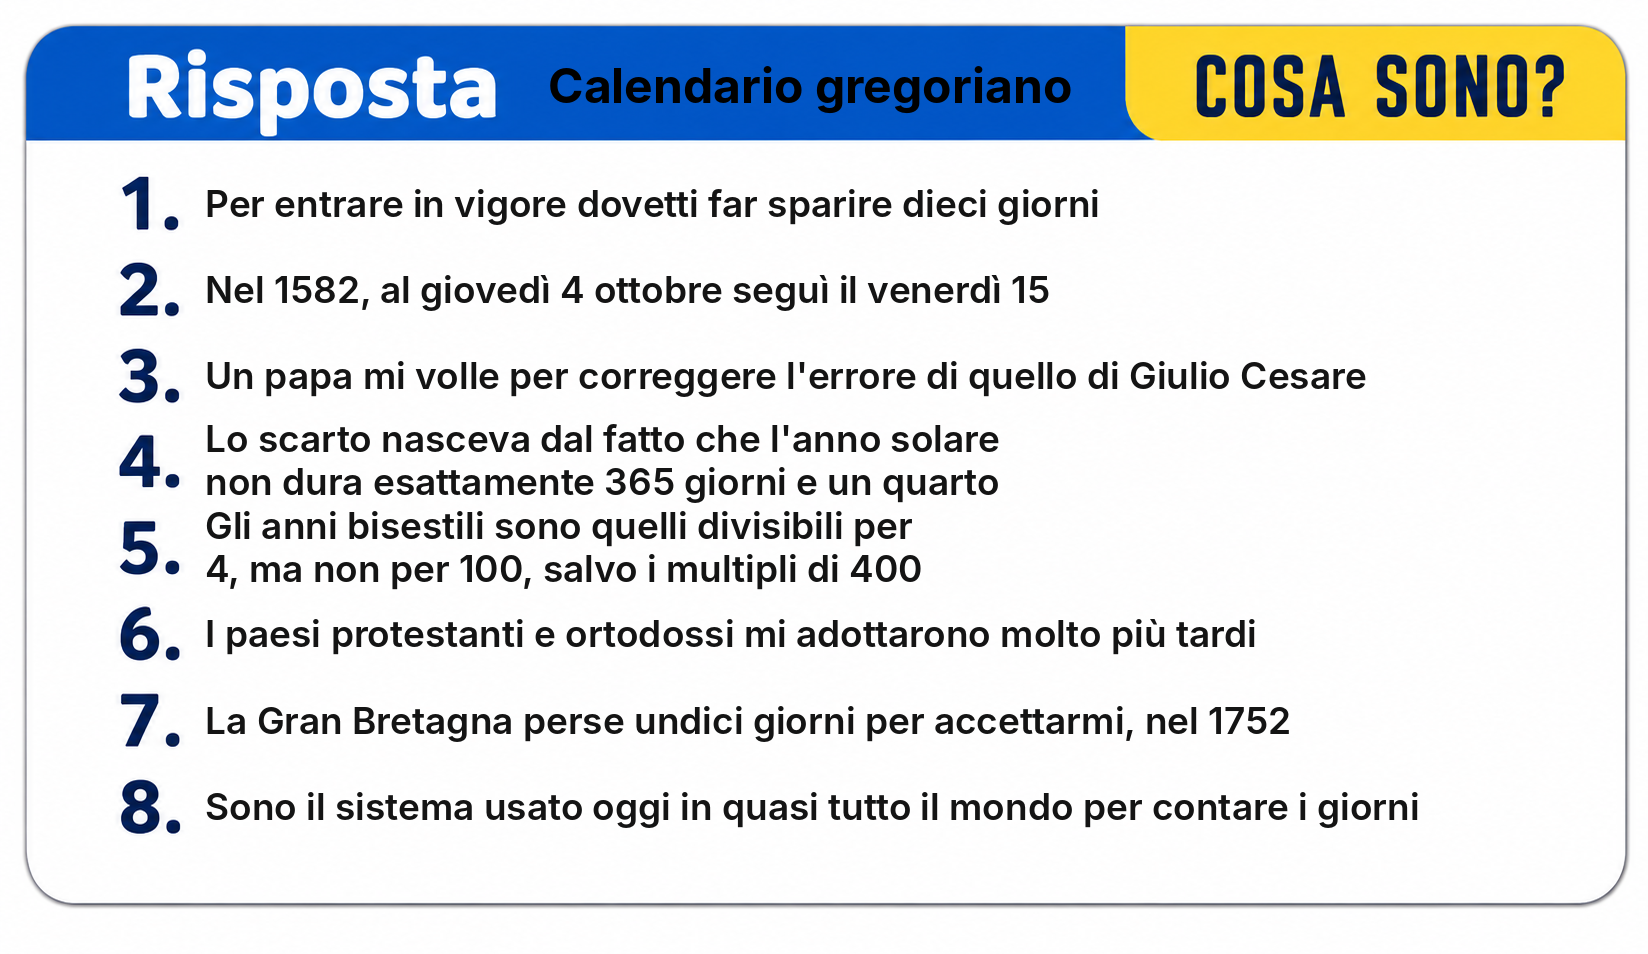 Risposta Calendario gregoriano COSA SONO?
1. Per entrare in vigore dovetti far sparire dieci giorni
2. Nel 1582, al giovedì 4 ottobre seguì il venerdì 15
3. Un papa mi volle per correggere l'errore di quello di Giulio Cesare
4. Lo scarto nasceva dal fatto che l'anno solare
non dura esattamente 365 giorni e un quarto
5. Gli anni bisestili sono quelli divisibili per
4, ma non per 100, salvo i multipli di 400
6. I paesi protestanti e ortodossi mi adottarono molto più tardi
7. La Gran Bretagna perse undici giorni per accettarmi, nel 1752
8. Sono il sistema usato oggi in quasi tutto il mondo per contare i giorni